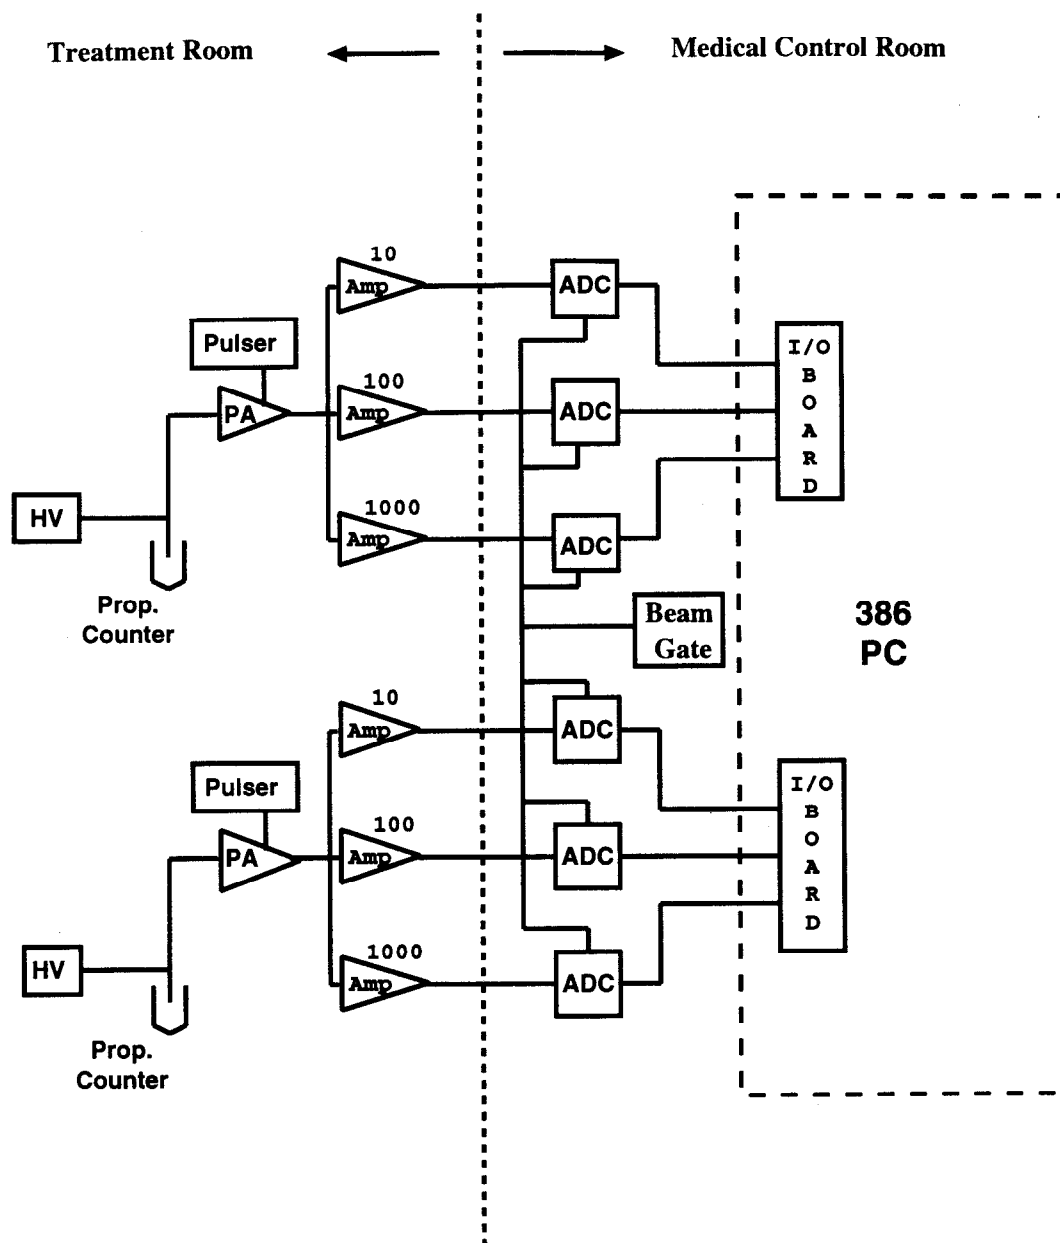 Treatment Room
Medical Control Room
10
Amp
ADC
Pulser
PA
100
Amp
ADC
I/O
B
O
A
R
D
HV
1000
Amp
ADC
Prop.
Counter
Beam
Gate
386
PC
10
Amp
ADC
Pulser
PA
100
Amp
ADC
I/O
B
O
A
R
D
HV
1000
Amp
ADC
Prop.
Counter